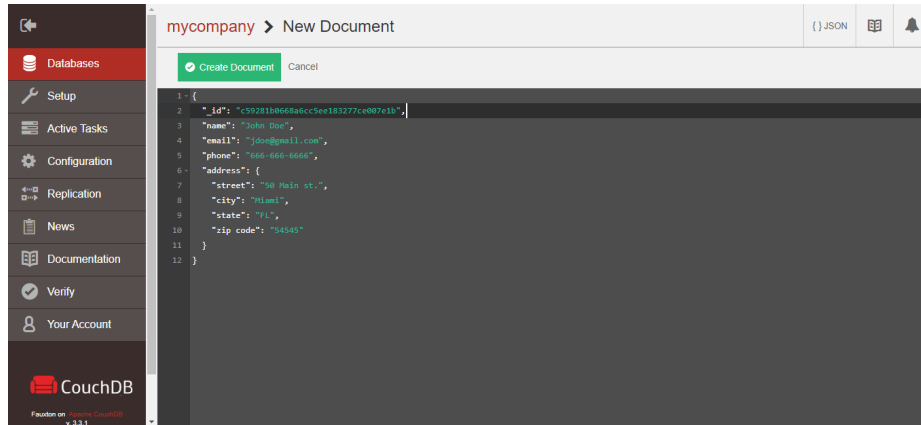 mycompany > New Document
{ } JSON
Databases
Setup
Active Tasks
Configuration
Replication
News
Documentation
Verify
Your Account
CouchDB
Fauxton on Apache CouchDB
v. 3.3.1
Create Document
Cancel
1 {
2 "_id": "c59281b0668a6cc5ee183277ce007e1b",
3 "name": "John Doe",
4 "email": "jdoe@gmail.com",
5 "phone": "666-666-6666",
6 "address": {
7 "street": "50 Main st.",
8 "city": "Miami",
9 "state": "FL",
10 "zip code": "54545"
11 }
12 }